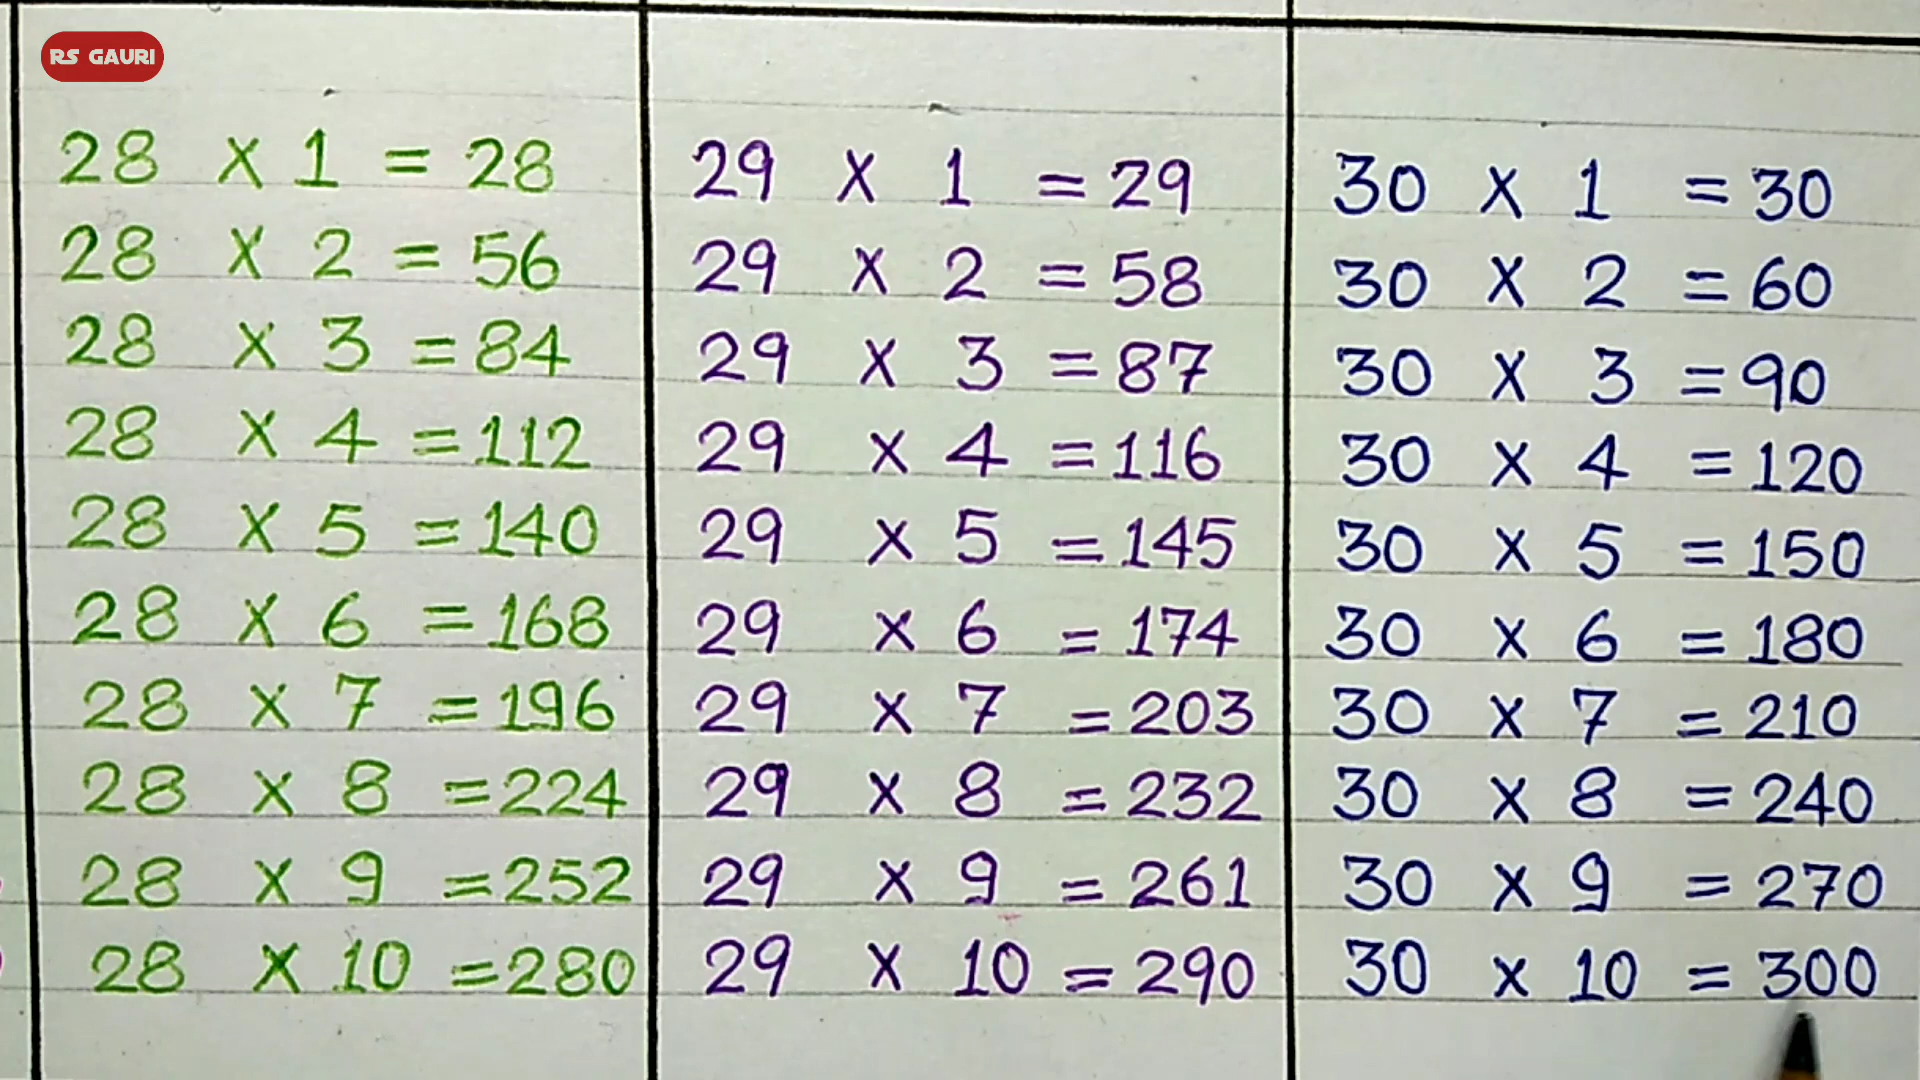 RS GAURI
28 X 1 = 28
28 X 2 = 56
28 X 3 = 84
28 X 4 = 112
28 X 5 = 140
28 X 6 = 168
28 X 7 = 196
28 X 8 = 224
28 X 9 = 252
28 X 10 = 280
29 X 1 = 29
29 X 2 = 58
29 X 3 = 87
29 X 4 = 116
29 X 5 = 145
29 X 6 = 174
29 X 7 = 203
29 X 8 = 232
29 X 9 = 261
29 X 10 = 290
30 X 1 = 30
30 X 2 = 60
30 X 3 = 90
30 X 4 = 120
30 X 5 = 150
30 X 6 = 180
30 X 7 = 210
30 X 8 = 240
30 X 9 = 270
30 X 10 = 300